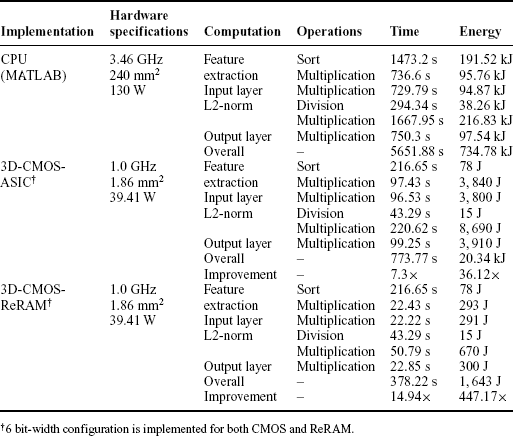 Implementation Hardware specifications Computation Operations Time Energy
CPU 3.46 GHz Feature Sort 1473.2 s 191.52 kJ
(MATLAB) 240 mm² extraction Multiplication 736.6 s 95.76 kJ
130 W Input layer Multiplication 729.79 s 94.87 kJ
L2-norm Division 294.34 s 38.26 kJ
Multiplication 1667.95 s 216.83 kJ
Output layer Multiplication 750.3 s 97.54 kJ
Overall – 5651.88 s 734.78 kJ
3D-CMOS- 1.0 GHz Feature Sort 216.65 s 78 J
ASIC† 1.86 mm² extraction Multiplication 97.43 s 3, 840 J
39.41 W Input layer Multiplication 96.53 s 3, 800 J
L2-norm Division 43.29 s 15 J
Multiplication 220.62 s 8, 690 J
Output layer Multiplication 99.25 s 3, 910 J
Overall – 773.77 s 20.34 kJ
Improvement – 7.3× 36.12×
3D-CMOS- 1.0 GHz Feature Sort 216.65 s 78 J
ReRAM† 1.86 mm² extraction Multiplication 22.43 s 293 J
39.41 W Input layer Multiplication 22.22 s 291 J
L2-norm Division 43.29 s 15 J
Multiplication 50.79 s 670 J
Output layer Multiplication 22.85 s 300 J
Overall – 378.22 s 1, 643 J
Improvement – 14.94× 447.17×
†6 bit-width configuration is implemented for both CMOS and ReRAM.